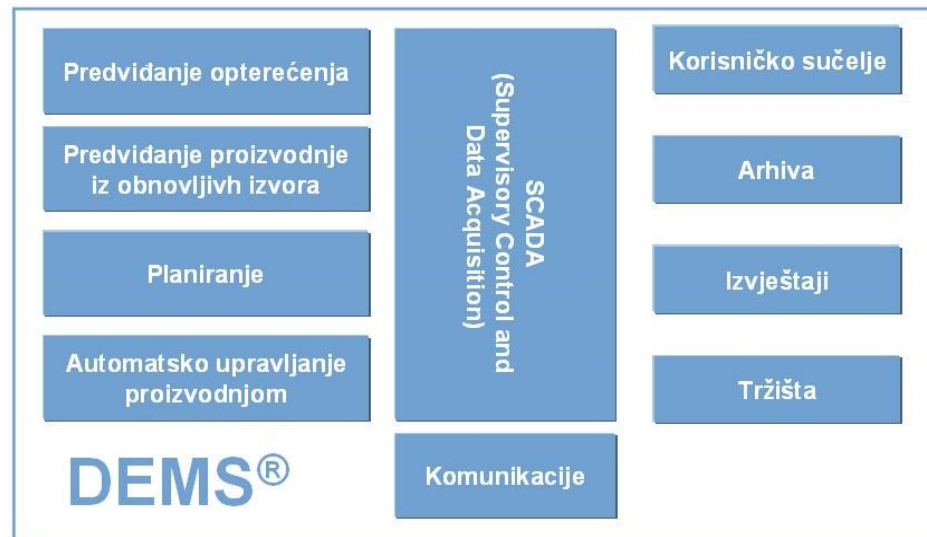 Predviđanje opterećenja
Predviđanje proizvodnje
iz obnovljivh izvora
Planiranje
Automatsko upravljanje
proizvodnjom
DEMS®
SCADA
(Supervisory Control and
Data Acquisition)
Komunikacije
Korisničko sučelje
Arhiva
Izvještaji
Tržišta